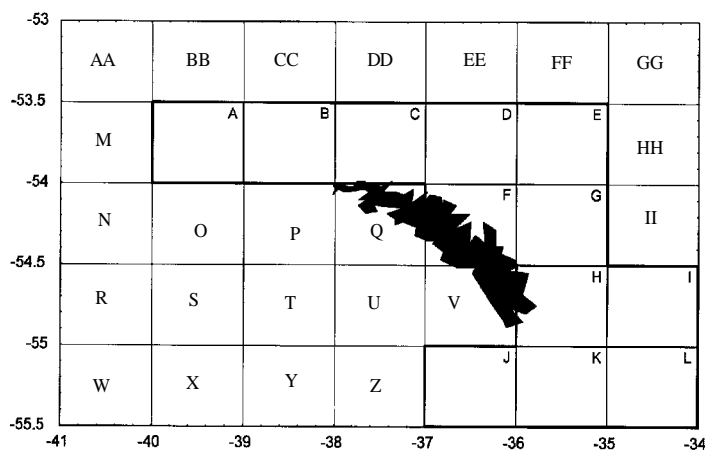 -53
AA BB CC DD EE FF GG
-53.5
M A B C D E HH
-54
N O P Q F G II
-54.5
R S T U V H I
-55
W X Y Z J K L
-55.5
-41 -40 -39 -38 -37 -36 -35 -34